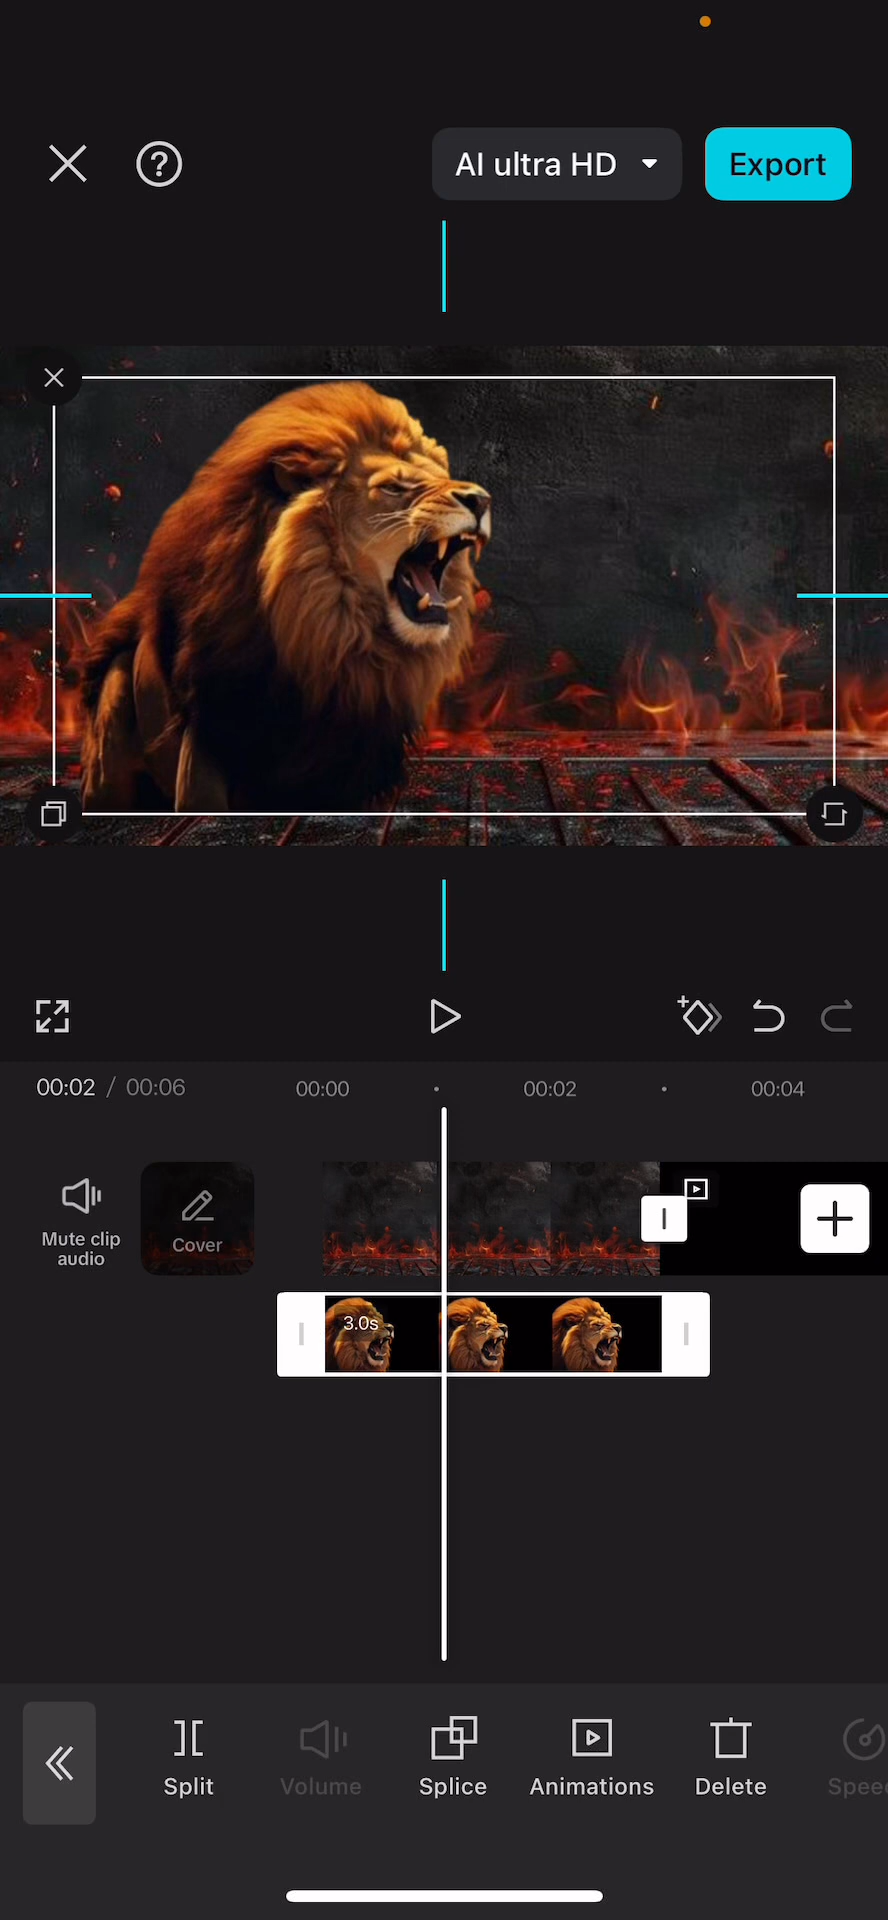 AI ultra HD
Export
00:02 / 00:06
00:00
00:02
00:04
Mute clip
audio
Cover
3.0s
Split
Volume
Splice
Animations
Delete
Spee